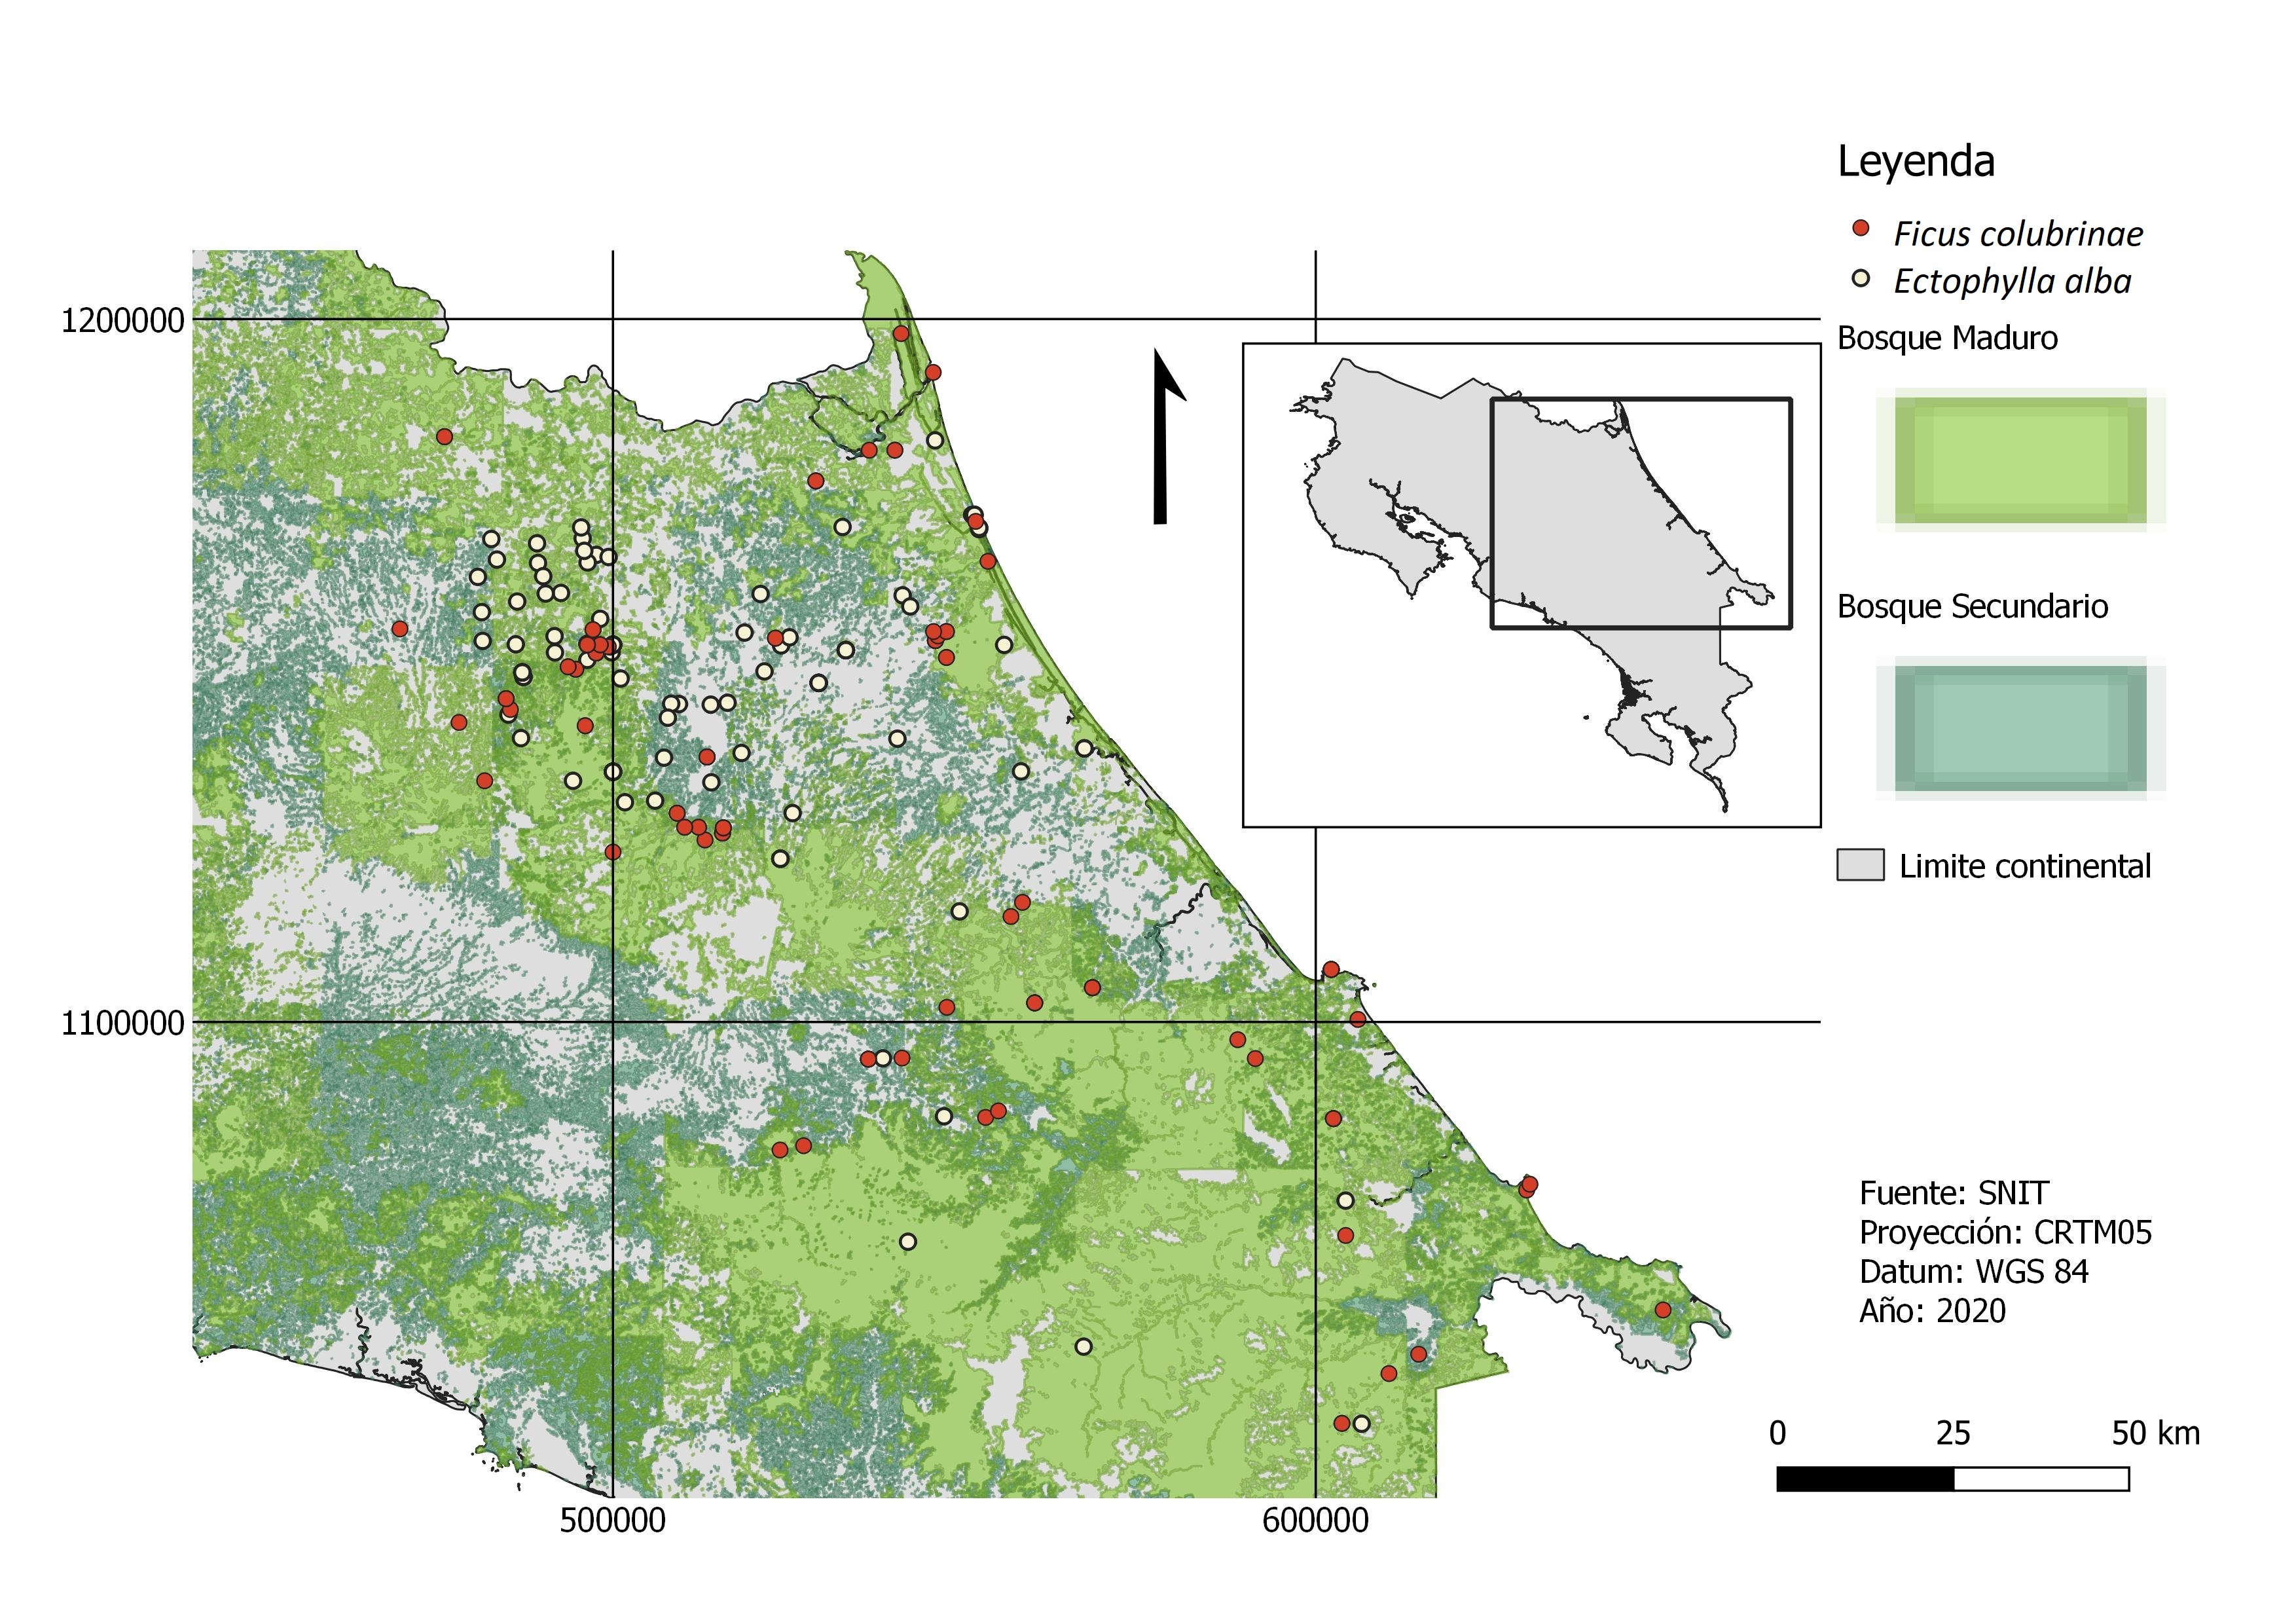 Leyenda
Ficus colubrinae
Ectophylla alba
Bosque Maduro
Bosque Secundario
Limite continental
1200000
1100000
500000
600000
Fuente: SNIT
Proyección: CRTM05
Datum: WGS 84
Año: 2020
0 25 50 km